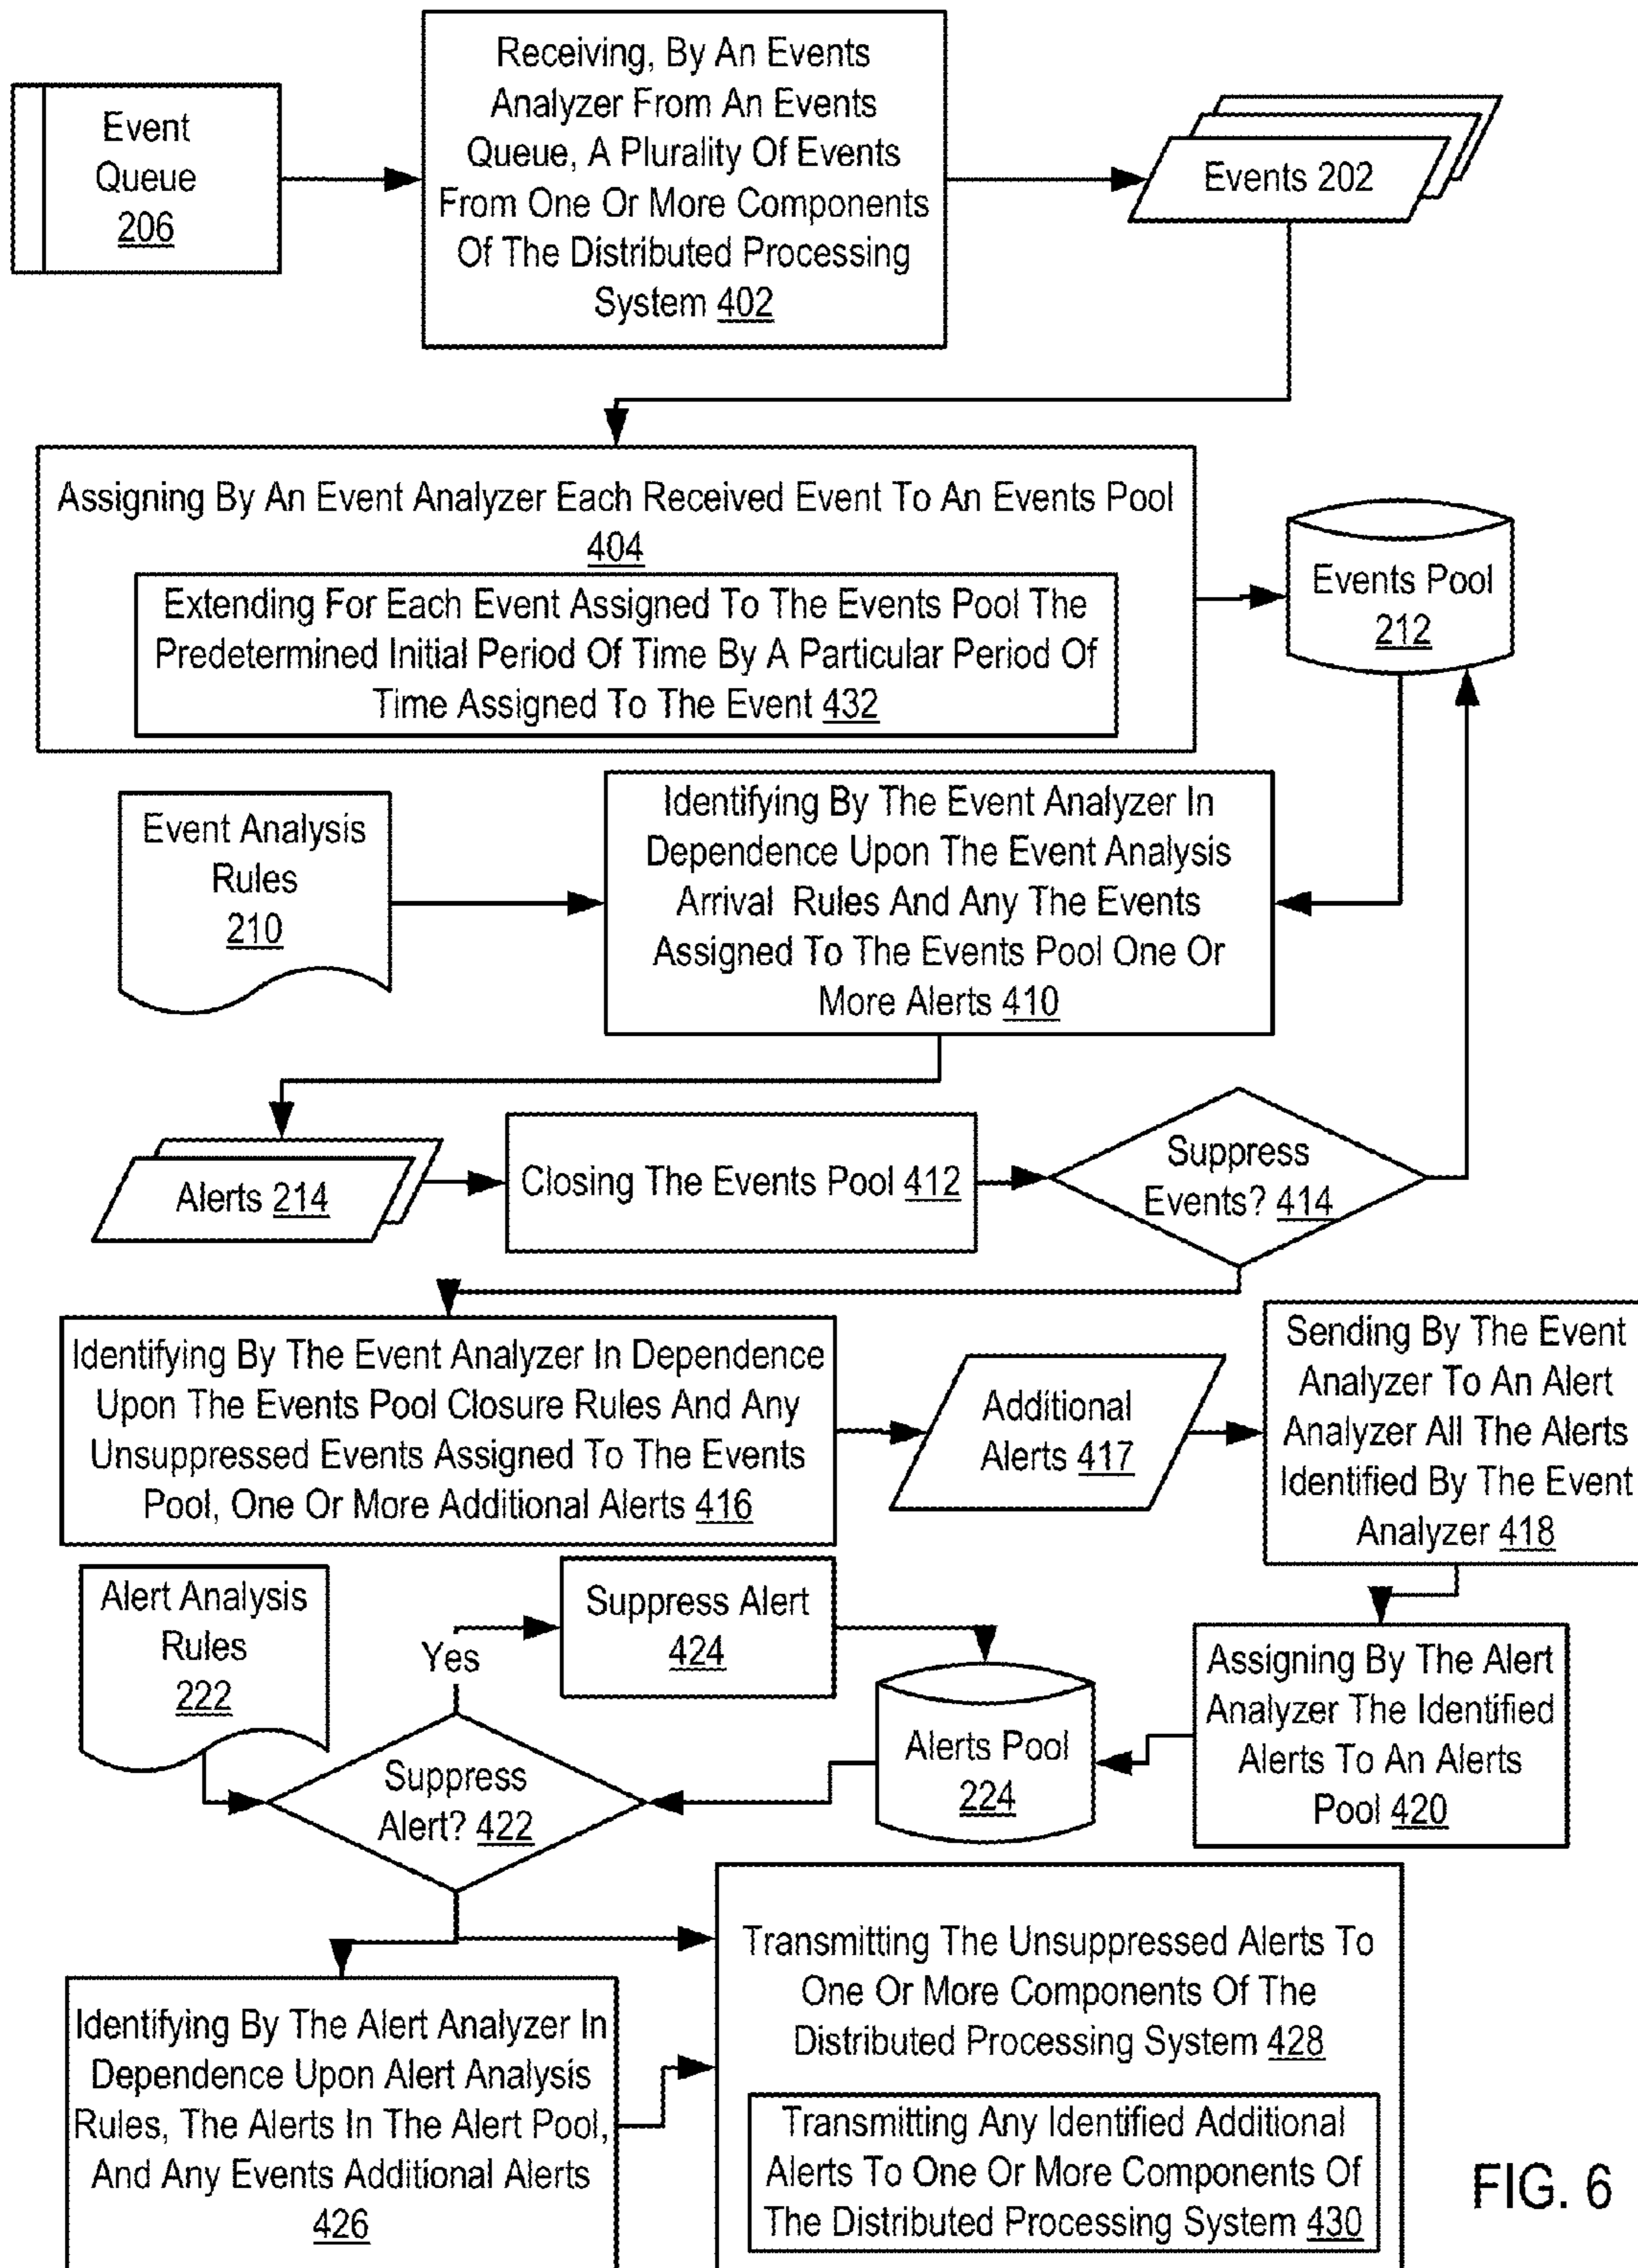 Event
Queue
206
Receiving, By An Events
Analyzer From An Events
Queue, A Plurality Of Events
From One Or More Components
Of The Distributed Processing
System 402
Events 202
Assigning By An Event Analyzer Each Received Event To An Events Pool
404
Extending For Each Event Assigned To The Events Pool The
Predetermined Initial Period Of Time By A Particular Period Of
Time Assigned To The Event 432
Events Pool
212
Event Analysis
Rules
210
Identifying By The Event Analyzer In
Dependence Upon The Event Analysis
Arrival Rules And Any The Events
Assigned To The Events Pool One Or
More Alerts 410
Alerts 214
Closing The Events Pool 412
Suppress
Events? 414
Identifying By The Event Analyzer In Dependence
Upon The Events Pool Closure Rules And Any
Unsuppressed Events Assigned To The Events
Pool, One Or More Additional Alerts 416
Additional
Alerts 417
Sending By The Event
Analyzer To An Alert
Analyzer All The Alerts
Identified By The Event
Analyzer 418
Alert Analysis
Rules
222
Yes
Suppress Alert
424
Alerts Pool
224
Assigning By The Alert
Analyzer The Identified
Alerts To An Alerts
Pool 420
Suppress
Alert? 422
Identifying By The Alert Analyzer In
Dependence Upon Alert Analysis
Rules, The Alerts In The Alert Pool,
And Any Events Additional Alerts
426
Transmitting The Unsuppressed Alerts To
One Or More Components Of The
Distributed Processing System 428
Transmitting Any Identified Additional
Alerts To One Or More Components Of
The Distributed Processing System 430
FIG. 6